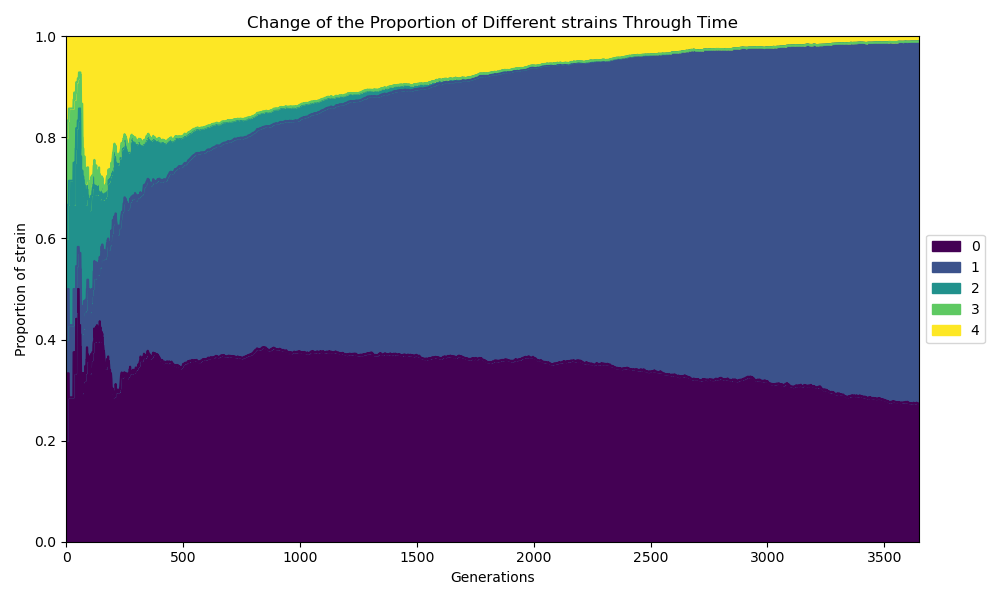 Change of the Proportion of Different strains Through Time
1.0
0.8
0.6
0.4
0.2
0.0
Proportion of strain
0
1
2
3
4
0 500 1000 1500 2000 2500 3000 3500
Generations